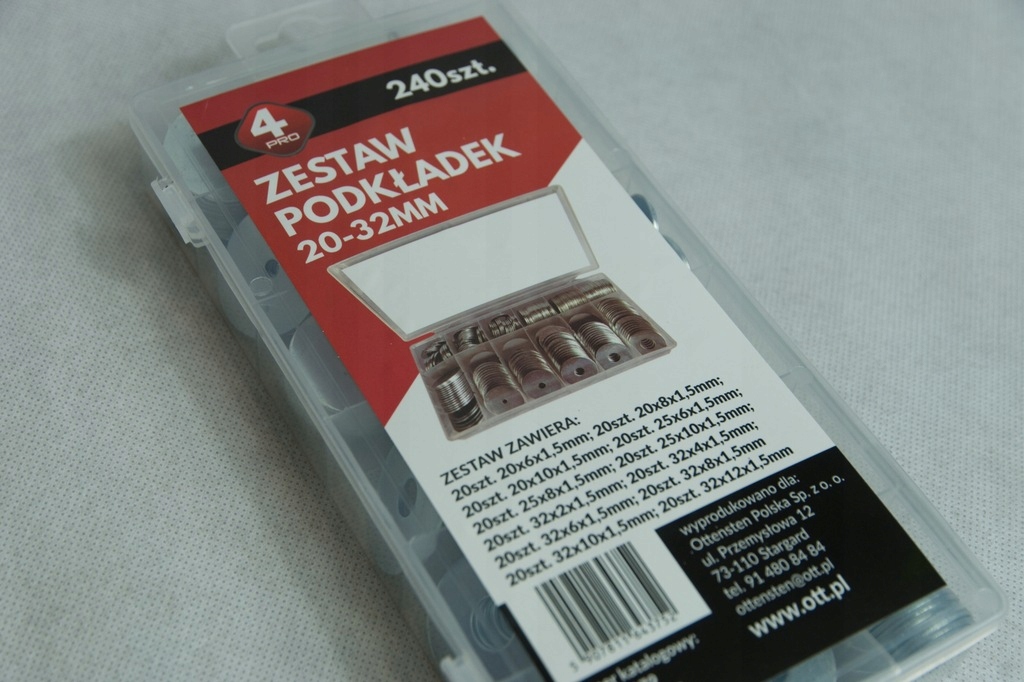 240szt.
4
PRO
ZESTAW
PODKŁADEK
20-32MM
ZESTAW ZAWIERA:
20szt. 20x6x1,5mm; 20szt. 20x8x1,5mm;
20szt. 20x10x1,5mm; 20szt. 25x6x1,5mm;
20szt. 25x8x1,5mm; 20szt. 25x10x1,5mm;
20szt. 32x2x1,5mm; 20szt. 32x4x1,5mm;
20szt. 32x6x1,5mm; 20szt. 32x8x1,5mm
20szt. 32x10x1,5mm; 20szt. 32x12x1,5mm
wyprodukowano dla:
Ottensten Polska Sp. z o. o.
ul. Przemysłowa 12
73-110 Stargard
tel. 91 480 84 84
ottensten@ott.pl
www.ott.pl
katalogowy: